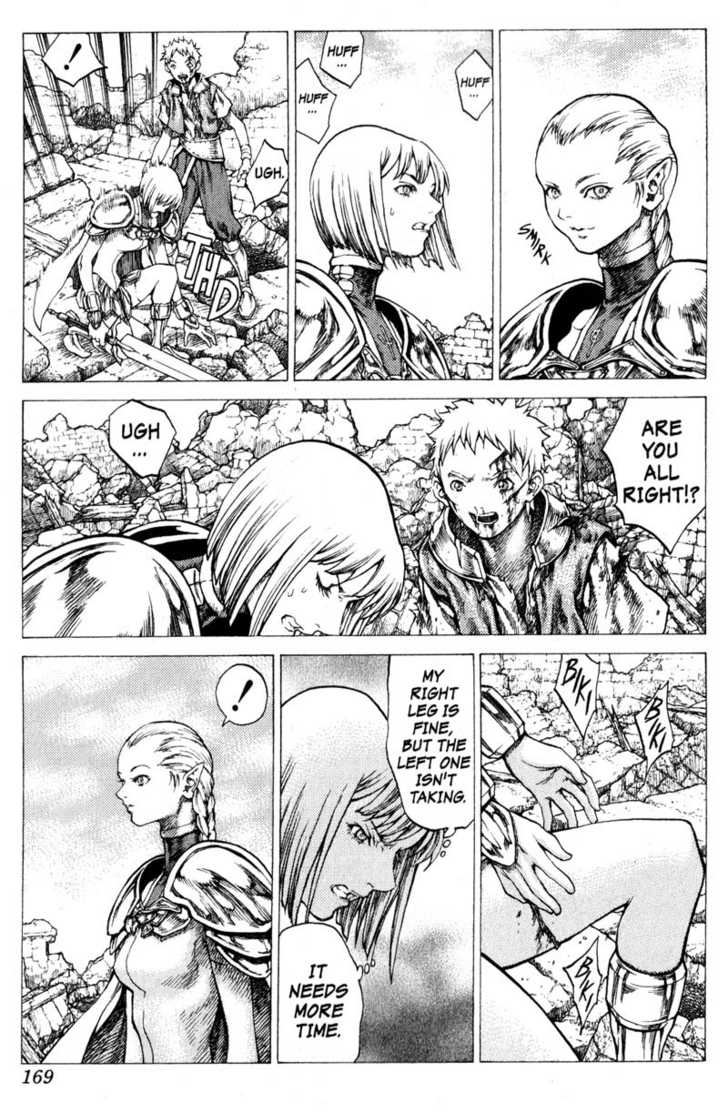 SMIRK
HUFF
...
HUFF
...
HUFF
...
!
UGH.
THD
ARE
YOU
ALL
RIGHT!?
UGH
...
BIKI
BIKI
BIKI
MY
RIGHT
LEG IS
FINE,
BUT THE
LEFT ONE
ISN'T
TAKING.
IT
NEEDS
MORE
TIME.
!
169